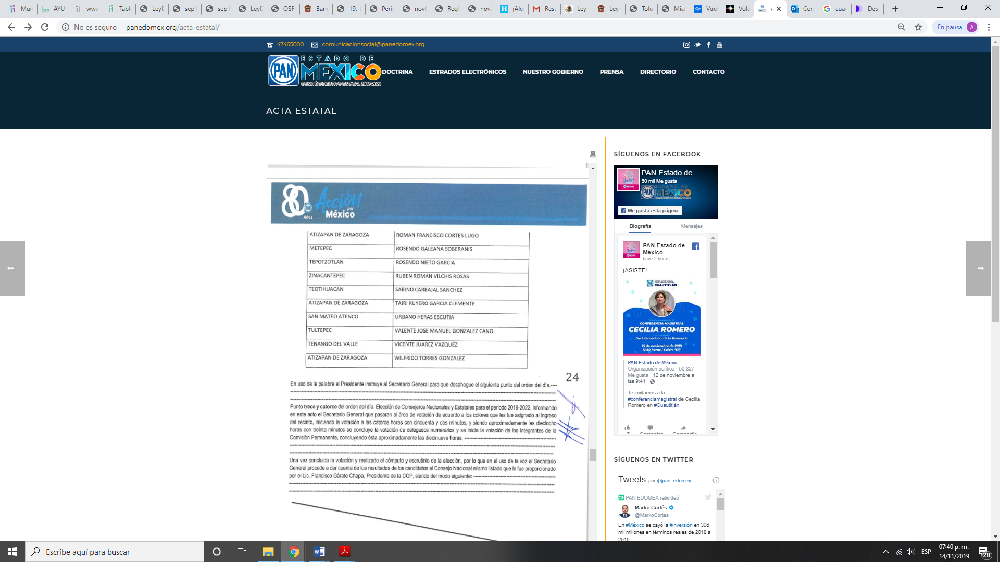 Mun
AYU
www
Tabl
LeyD
sep1
sep1
LeyD
OSF
Banc
19.-L
Peric
nov0
Regl
nov0
¡Ale
Resu
Ley
Ley
Tolu
Micr
Vuel
Vola
A
Corr
cuar
Des
No es seguro
panedomex.org/acta-estatal/
En pausa
A
47465000
comunicacionsocial@panedomex.org
PAN
ESTADO DE
MEXICO
COMITÉ DIRECTIVO ESTATAL 2018-2021
DOCTRINA
ESTRADOS ELECTRÓNICOS
NUESTRO GOBIERNO
PRENSA
DIRECTORIO
CONTACTO
ACTA ESTATAL
80 Años
PAN
Acción
por
México
ATIZAPAN DE ZARAGOZA ROMAN FRANCISCO CORTES LUGO
METEPEC ROSENDO GALEANA SOBERANIS
TEPOTZOTLAN ROSENDO NIETO GARCIA
ZINACANTEPEC RUBEN ROMAN VILCHIS ROSAS
TEOTIHUACAN SABINO CARBAJAL SANCHEZ
ATIZAPAN DE ZARAGOZA TAIRI RUYERO GARCIA CLEMENTE
SAN MATEO ATENCO URBANO HERAS ESCUTIA
TULTEPEC VALENTE JOSE MANUEL GONZALEZ CANO
TENANGO DEL VALLE VICENTE JUAREZ VAZQUEZ
ATIZAPAN DE ZARAGOZA WILFRIDO TORRES GONZALEZ
24
En uso de la palabra el Presidente instruye al Secretario General para que desahogue el siguiente punto del orden del día.----
Punto trece y catorce del orden del día. Elección de Consejeros Nacionales y Estatales para el periodo 2019-2022, informando
en este acto el Secretario General que pasaran al área de votación de acuerdo a los colores que les fue asignado al ingreso
del recinto, iniciando la votación a las catorce horas con cincuenta y dos minutos, y siendo aproximadamente las dieciocho
horas con treinta minutos se concluye la votación de delegados numerarios y se inicia la votación de los integrantes de la
Comisión Permanente, concluyendo ésta aproximadamente las diecinueve horas.
Una vez concluida la votación y realizado el cómputo y escrutinio de la elección, por lo que en el uso de la voz el Secretario
General procede a dar cuenta de los resultados de los candidatos al Consejo Nacional mismo listado que le fue proporcionado
por el Lic. Francisco Gárate Chapa, Presidente de la COP, siendo del modo siguiente:
SÍGUENOS EN FACEBOOK
PAN Estado de ...
50 mil Me gusta
PAN
ESTADO DE
MEXICO
Me gusta esta página
Biografía
Mensajes
PAN Estado de
México
hace 2 horas
¡ASISTE!
CUAUTITLÁN
CONFERENCIA MAGISTRAL
CECILIA ROMERO
Día Internacional de la Tolerancia
15 de noviembre de 2019
17:30 horas | Salón "Eli"
PAN Estado de México
Organización política · 50,827
Me gusta · 12 de noviembre a
las 9:41 ·
Te invitamos a la
#conferenciamagistral de Cecilia
Romero en #Cuautitlán.
7
Comentar
Compartir
SÍGUENOS EN TWITTER
Tweets por @pan_edomex
PAN EDOMEX retwitteó
Marko Cortés
@MarkoCortes
En #México se cayó la #inversión en 306
mil millones en términos reales de 2018 a
2019.
Escribe aquí para buscar
ESP
07:40 p. m.
14/11/2019
28